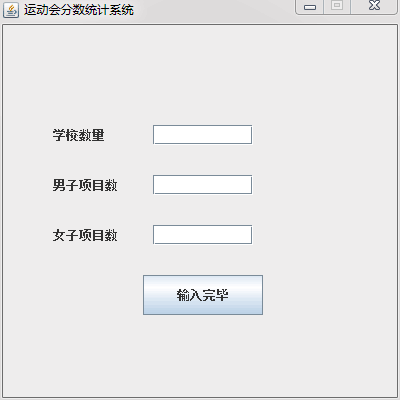 运动会分数统计系统
学校数量
男子项目数
女子项目数
输入完毕